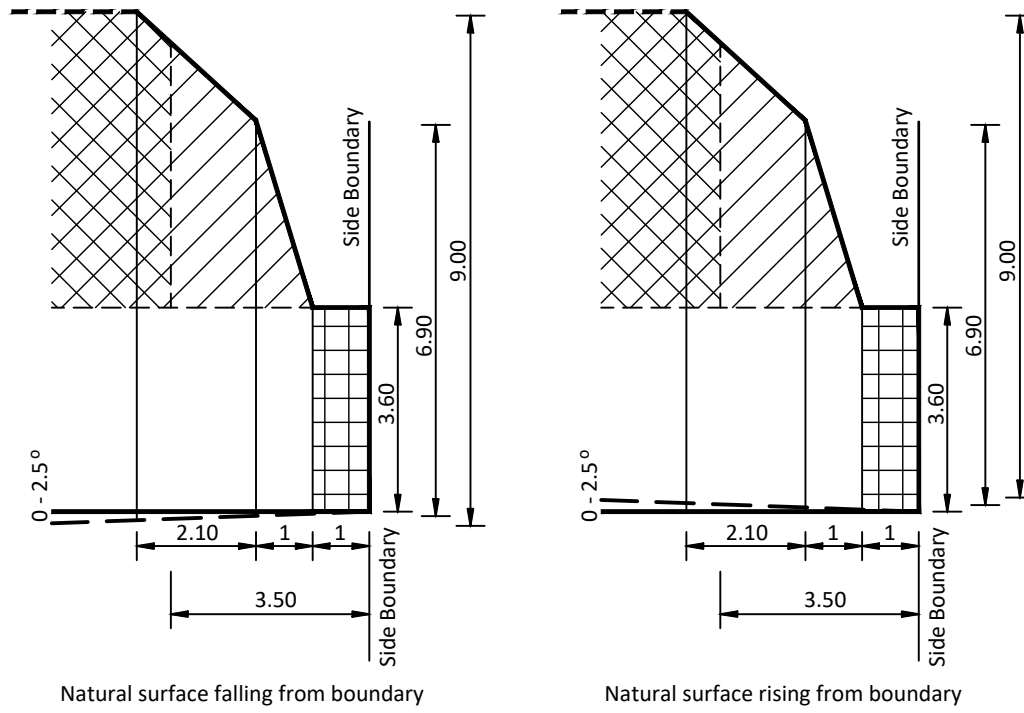 Side Boundary
9.00
6.90
3.60
0 - 2.5 º
2.10
1
1
3.50
Side Boundary
Natural surface falling from boundary
Side Boundary
9.00
6.90
3.60
0 - 2.5 º
2.10
1
1
3.50
Side Boundary
Natural surface rising from boundary